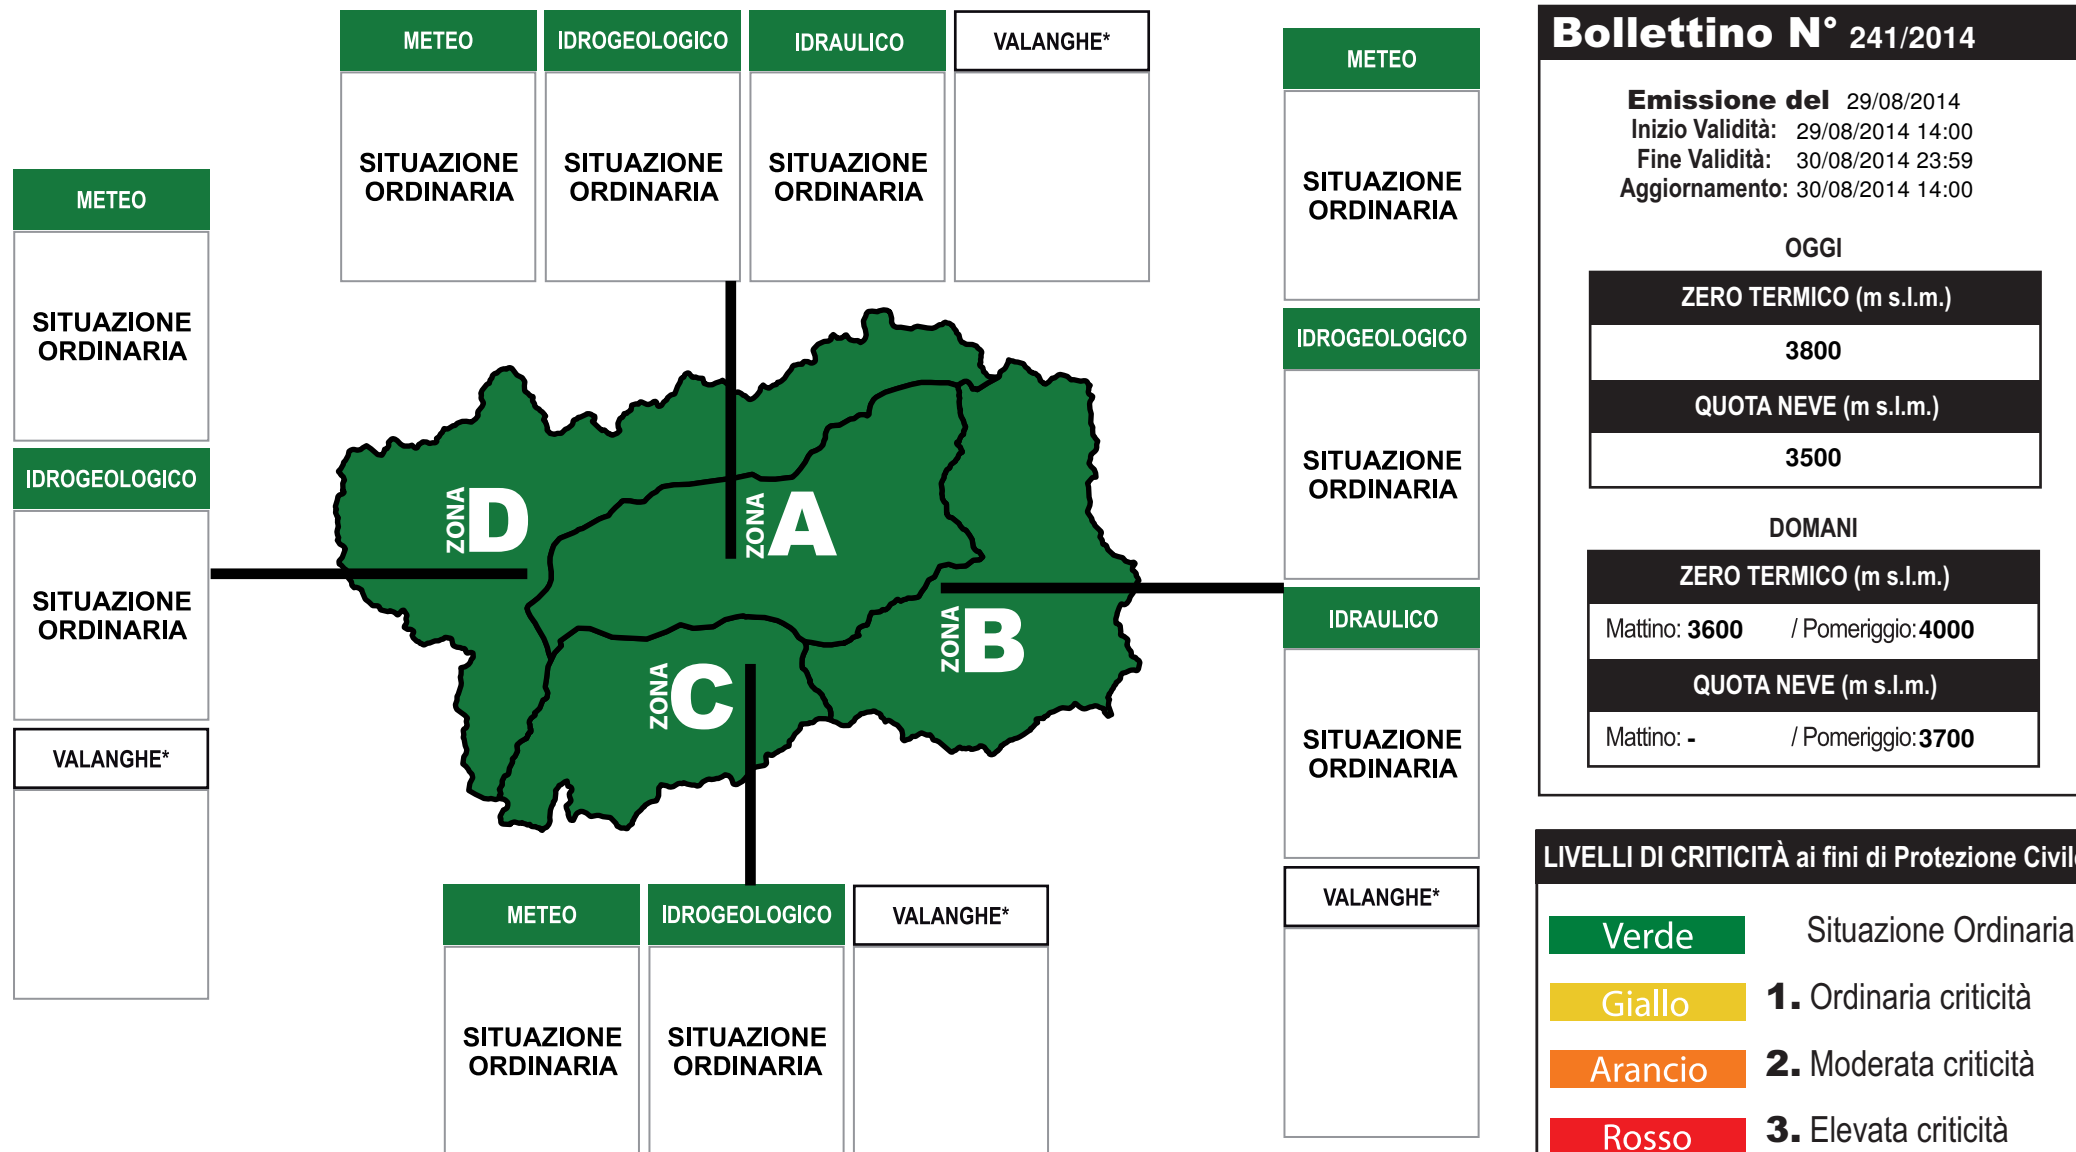 METEO
IDROGEOLOGICO
IDRAULICO
VALANGHE*
SITUAZIONE
ORDINARIA
SITUAZIONE
ORDINARIA
SITUAZIONE
ORDINARIA
METEO
SITUAZIONE
ORDINARIA
IDROGEOLOGICO
SITUAZIONE
ORDINARIA
VALANGHE*
ZONA D
ZONA A
ZONA B
ZONA C
METEO
SITUAZIONE
ORDINARIA
IDROGEOLOGICO
SITUAZIONE
ORDINARIA
IDRAULICO
SITUAZIONE
ORDINARIA
VALANGHE*
METEO
IDROGEOLOGICO
VALANGHE*
SITUAZIONE
ORDINARIA
SITUAZIONE
ORDINARIA
Bollettino N° 241/2014
Emissione del 29/08/2014
Inizio Validità: 29/08/2014 14:00
Fine Validità: 30/08/2014 23:59
Aggiornamento: 30/08/2014 14:00
OGGI
ZERO TERMICO (m s.l.m.)
3800
QUOTA NEVE (m s.l.m.)
3500
DOMANI
ZERO TERMICO (m s.l.m.)
Mattino: 3600 / Pomeriggio: 4000
QUOTA NEVE (m s.l.m.)
Mattino: - / Pomeriggio: 3700
LIVELLI DI CRITICITÀ ai fini di Protezione Civile
Verde Situazione Ordinaria
Giallo 1. Ordinaria criticità
Arancio 2. Moderata criticità
Rosso 3. Elevata criticità